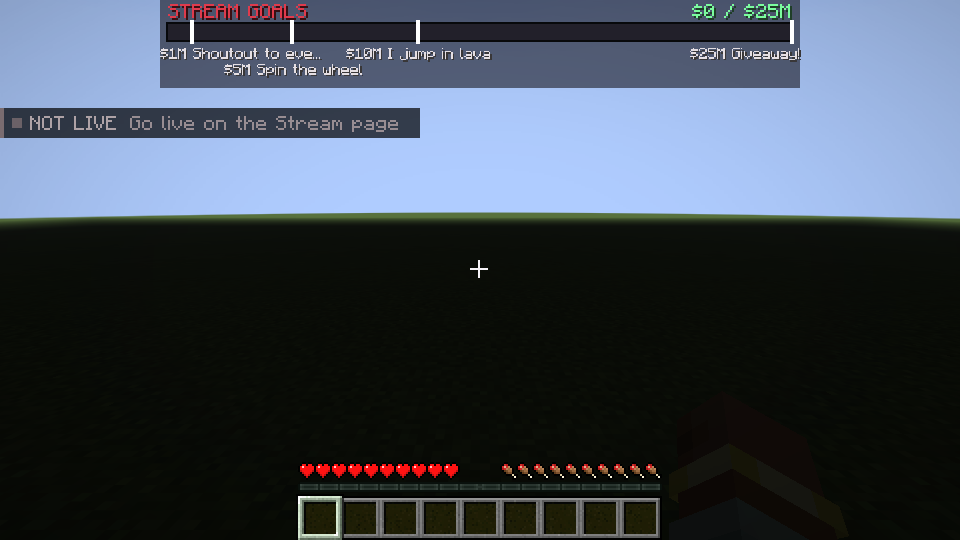 STREAM GOALS $0 / $25M
$1M Shoutout to eve... $10M I jump in lava $25M Giveaway!
$5M Spin the wheel
NOT LIVE Go live on the Stream page